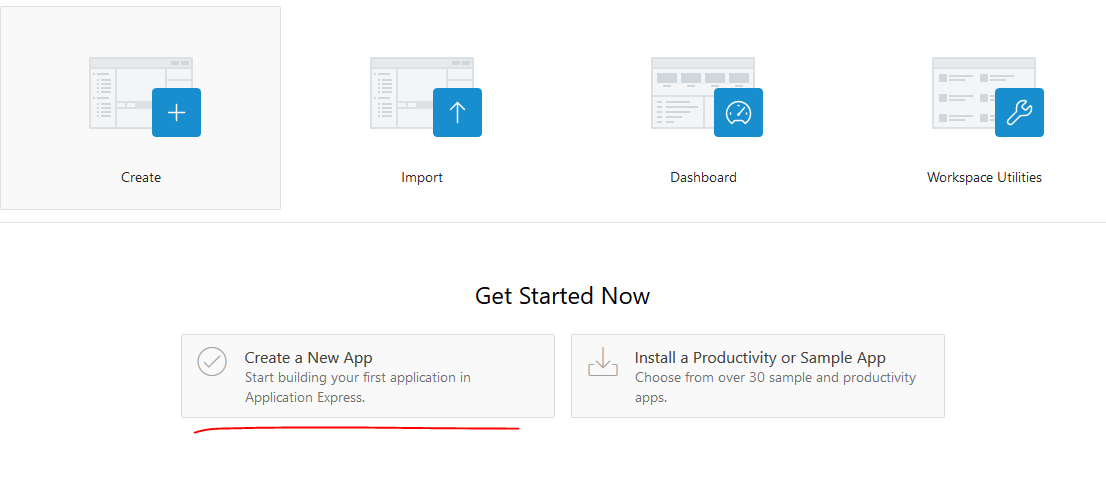 Create
Import
Dashboard
Workspace Utilities
Get Started Now
Create a New App
Start building your first application in
Application Express.
Install a Productivity or Sample App
Choose from over 30 sample and productivity
apps.